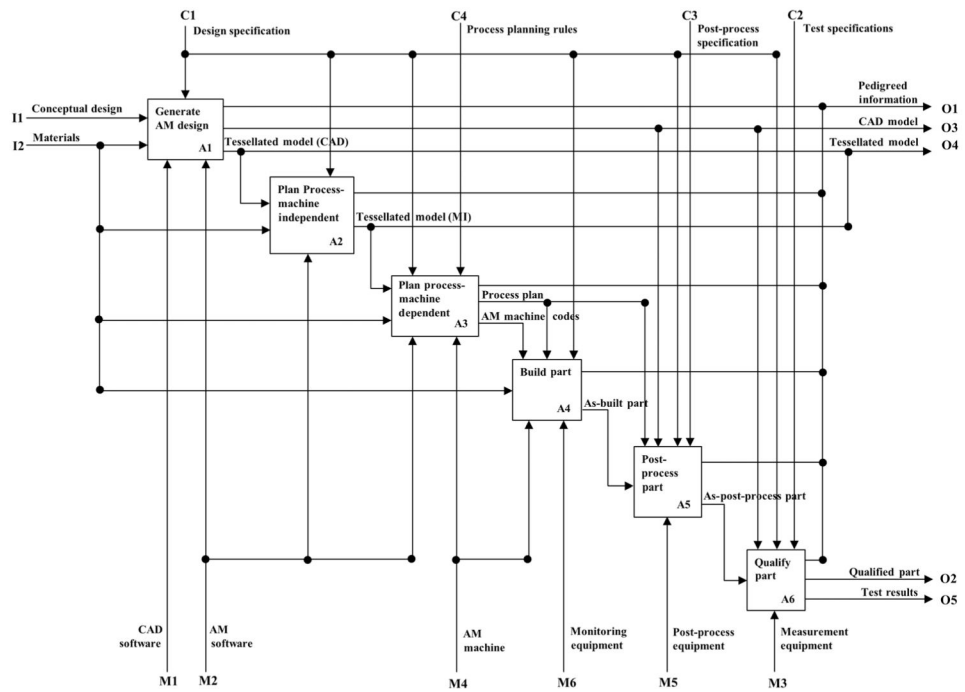 C1
C4
C3
C2
Design specification
Process planning rules
Post-process
specification
Test specifications
I1
Conceptual design
Generate
AM design
A1
Pedigreed
information
O1
CAD model
O3
I2
Materials
Tessellated model (CAD)
Tessellated model
O4
Plan Process-
machine
independent
A2
Tessellated model (MI)
Plan process-
machine
dependent
A3
Process plan
AM machine codes
Build part
A4
As-built part
Post-
process
part
A5
As-post-process part
Qualify
part
A6
Qualified part
O2
Test results
O5
CAD
software
AM
software
AM
machine
Monitoring
equipment
Post-process
equipment
Measurement
equipment
M1
M2
M4
M6
M5
M3